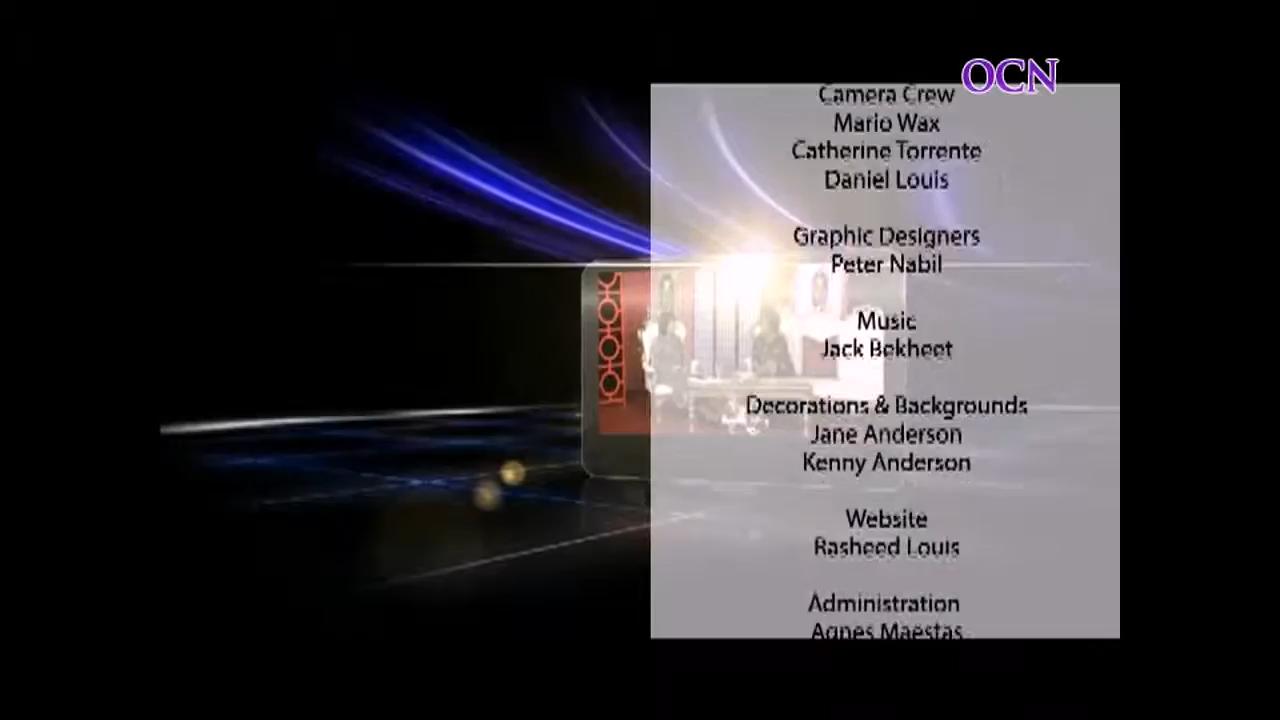 OCN
Camera Crew
Mario Wax
Catherine Torrente
Daniel Louis
Graphic Designers
Peter Nabil
Music
Jack Bekheet
Decorations & Backgrounds
Jane Anderson
Kenny Anderson
Website
Rasheed Louis
Administration
Agnes Maestas